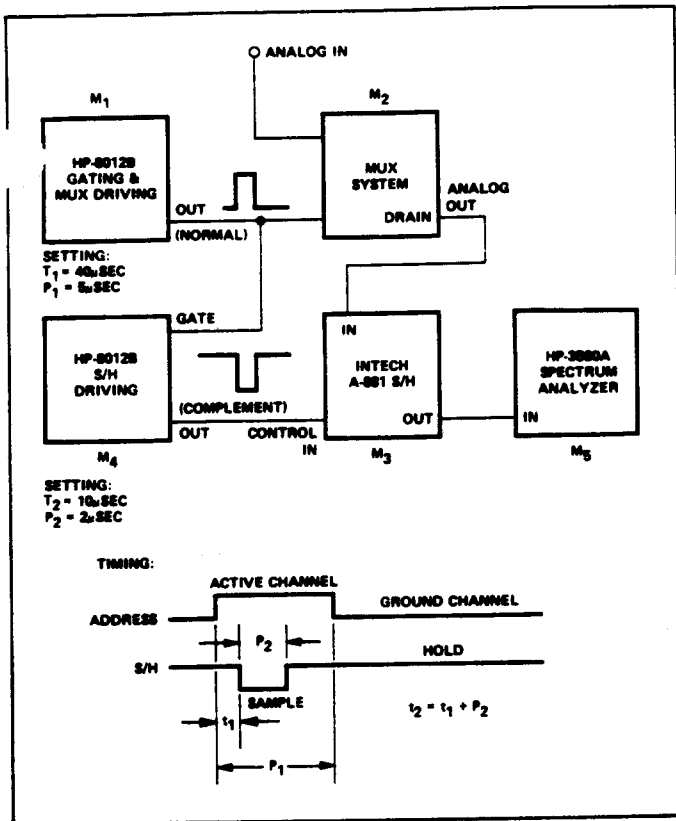 ANALOG IN
M1
M2
HP-8012B
GATING &
MUX DRIVING
MUX
SYSTEM
DRAIN
ANALOG
OUT
OUT
(NORMAL)
SETTING:
T1 = 40μSEC
P1 = 5μSEC
GATE
HP-8012B
S/H
DRIVING
(COMPLEMENT)
OUT
CONTROL
IN
IN
INTECH
A-881 S/H
OUT
HP-3580A
SPECTRUM
ANALYZER
IN
M4
M3
M5
SETTING:
T2 = 10μSEC
P2 = 2μSEC
TIMING:
ACTIVE CHANNEL
GROUND CHANNEL
ADDRESS
P2
HOLD
S/H
SAMPLE
t2 = t1 + P2
t1
P1